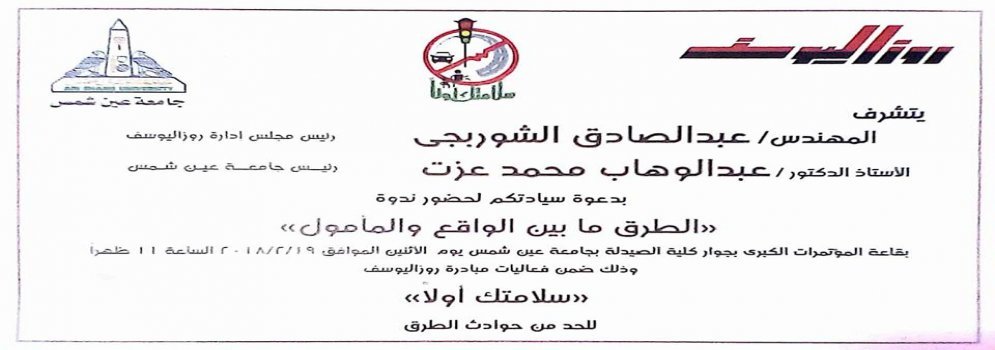 روزاليوسف
سلامتك أولاً
AIN SHAMS UNIVERSITY
جامعة عين شمس
يتشرف
المهندس/ عبدالصادق الشوربجى
رئيس مجلس إدارة روزاليوسف
الأستاذ الدكتور / عبدالوهاب محمد عزت
رئيس جامعة عين شمس
بدعوة سيادتكم لحضور ندوة
«الطرق ما بين الواقع والمأمول»
بقاعة المؤتمرات الكبرى بجوار كلية الصيدلة بجامعة عين شمس يوم الأثنين الموافق ٢٠١٨/٢/١٩ الساعة ١١ ظهراً
وذلك ضمن فعاليات مبادرة روزاليوسف
«سلامتك أولاً»
للحد من حوادث الطرق